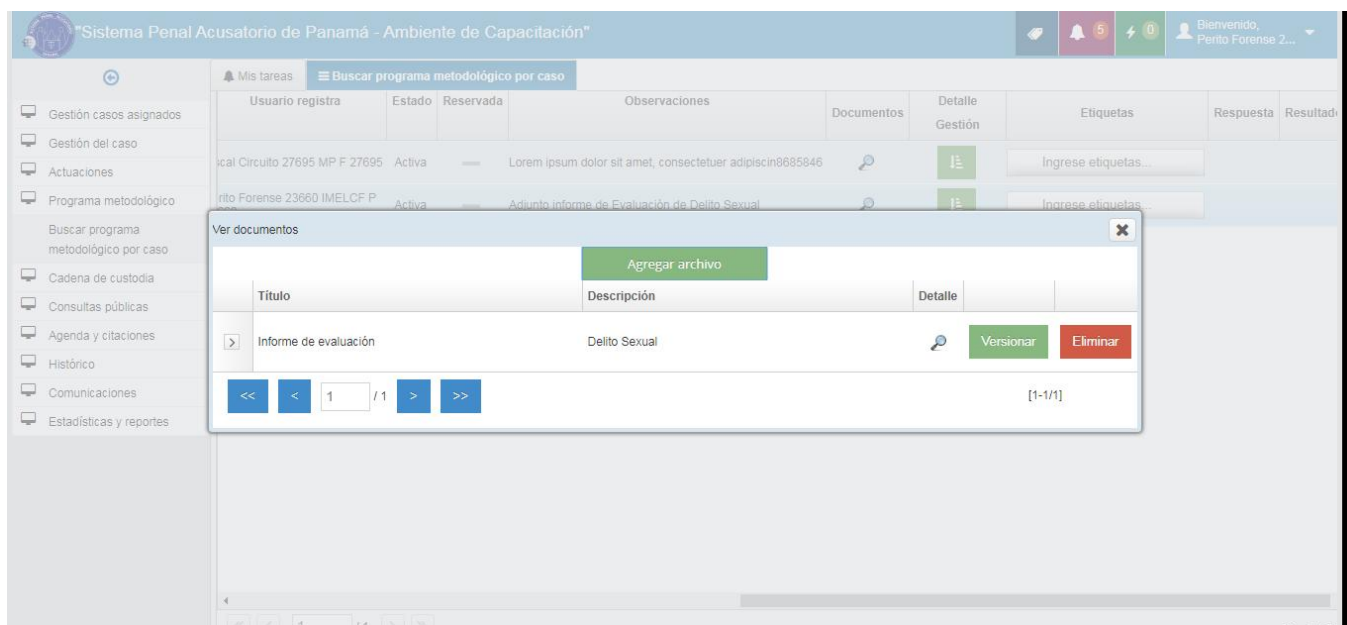 "Sistema Penal Acusatorio de Panamá - Ambiente de Capacitación"
5
0
Bienvenido,
Perito Forense 2...
Mis tareas
Buscar programa metodológico por caso
Gestión casos asignados
Gestión del caso
Actuaciones
Programa metodológico
Buscar programa
metodológico por caso
Cadena de custodia
Consultas públicas
Agenda y citaciones
Histórico
Comunicaciones
Estadísticas y reportes
Usuario registra Estado Reservada Observaciones Documentos Detalle Gestión Etiquetas Respuesta Resultado
cal Circuito 27695 MP F 27695 Activa Lorem ipsum dolor sit amet, consectetuer adipiscin8685846 Ingrese etiquetas...
rito Forense 23660 IMELCF P Activa Adjunto informe de Evaluación de Delito Sexual Ingrese etiquetas...
Ver documentos
Agregar archivo
Título Descripción Detalle
Informe de evaluación Delito Sexual Versionar Eliminar
<< < 1 / 1 > >> [1-1/1]